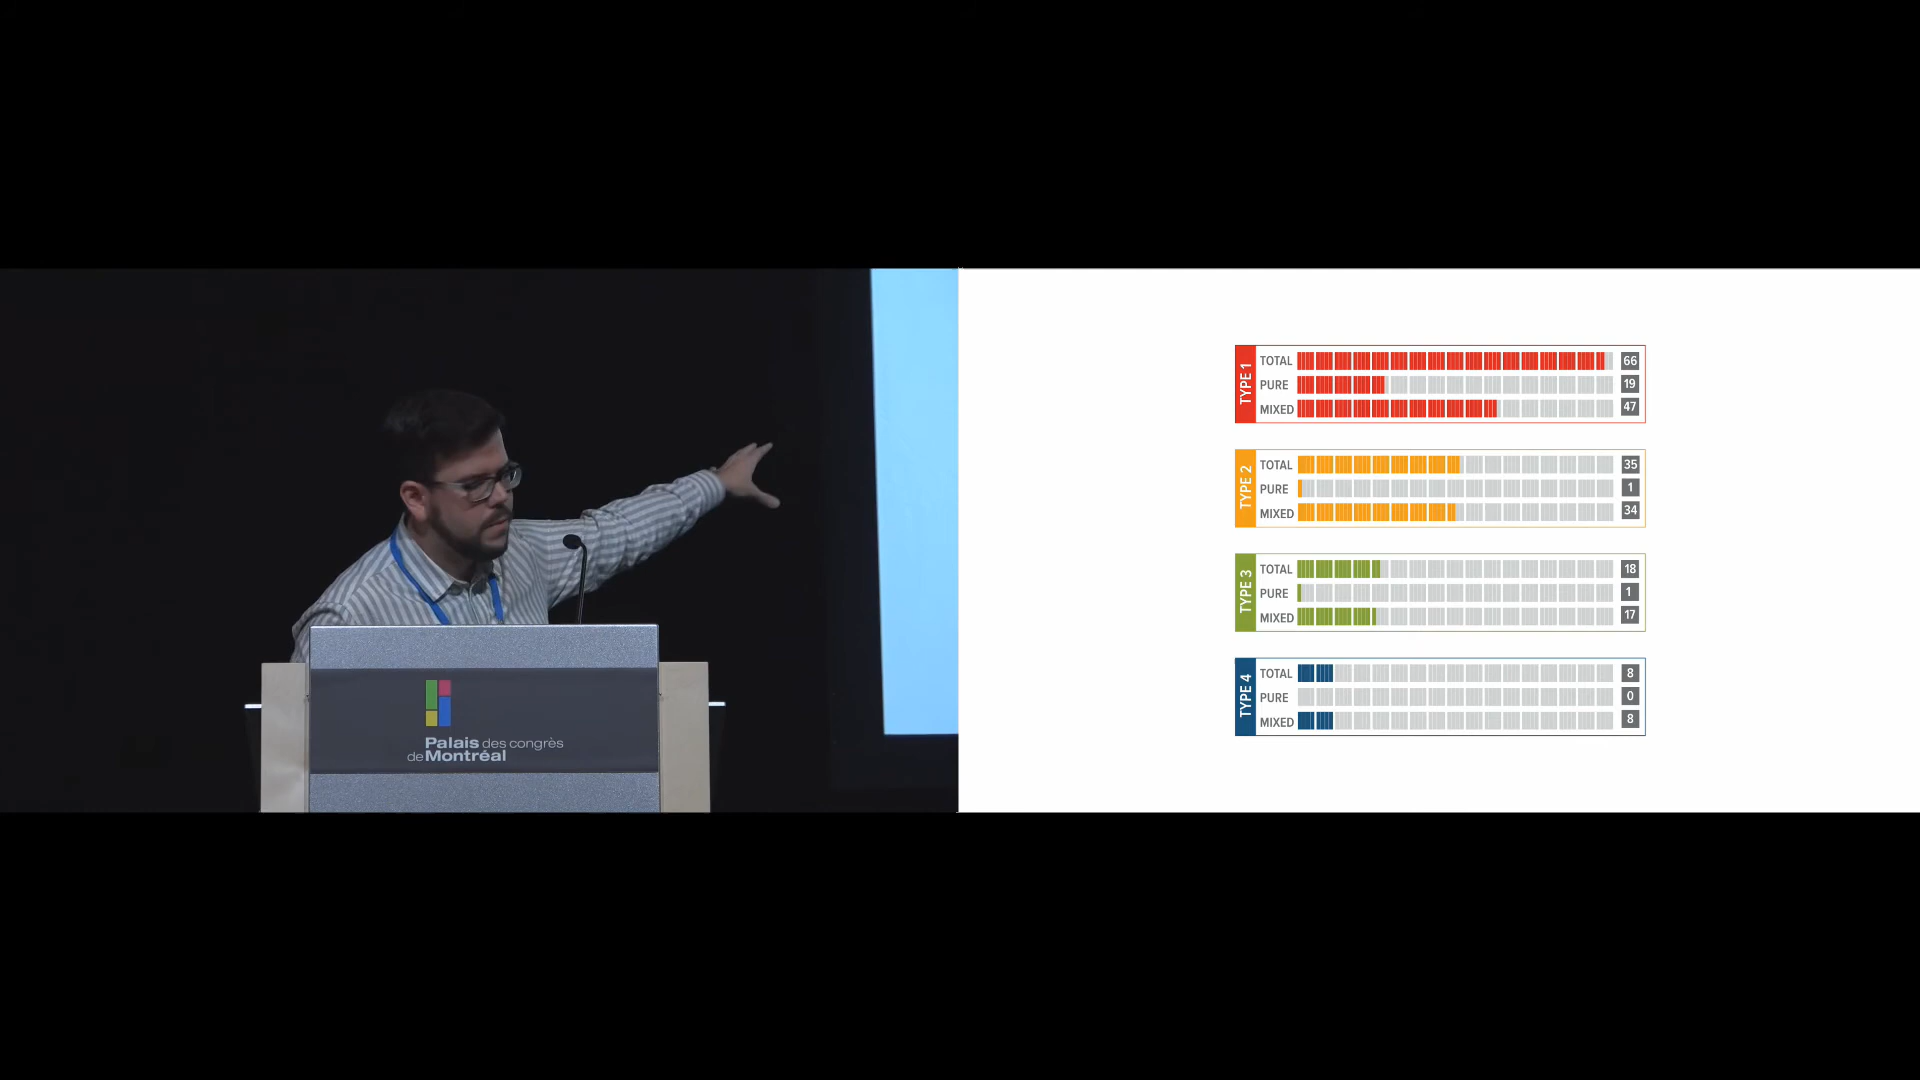 Palais des congrès
de Montréal
TYPE 1
TOTAL 66
PURE 19
MIXED 47
TYPE 2
TOTAL 35
PURE 1
MIXED 34
TYPE 3
TOTAL 18
PURE 1
MIXED 17
TYPE 4
TOTAL 8
PURE 0
MIXED 8